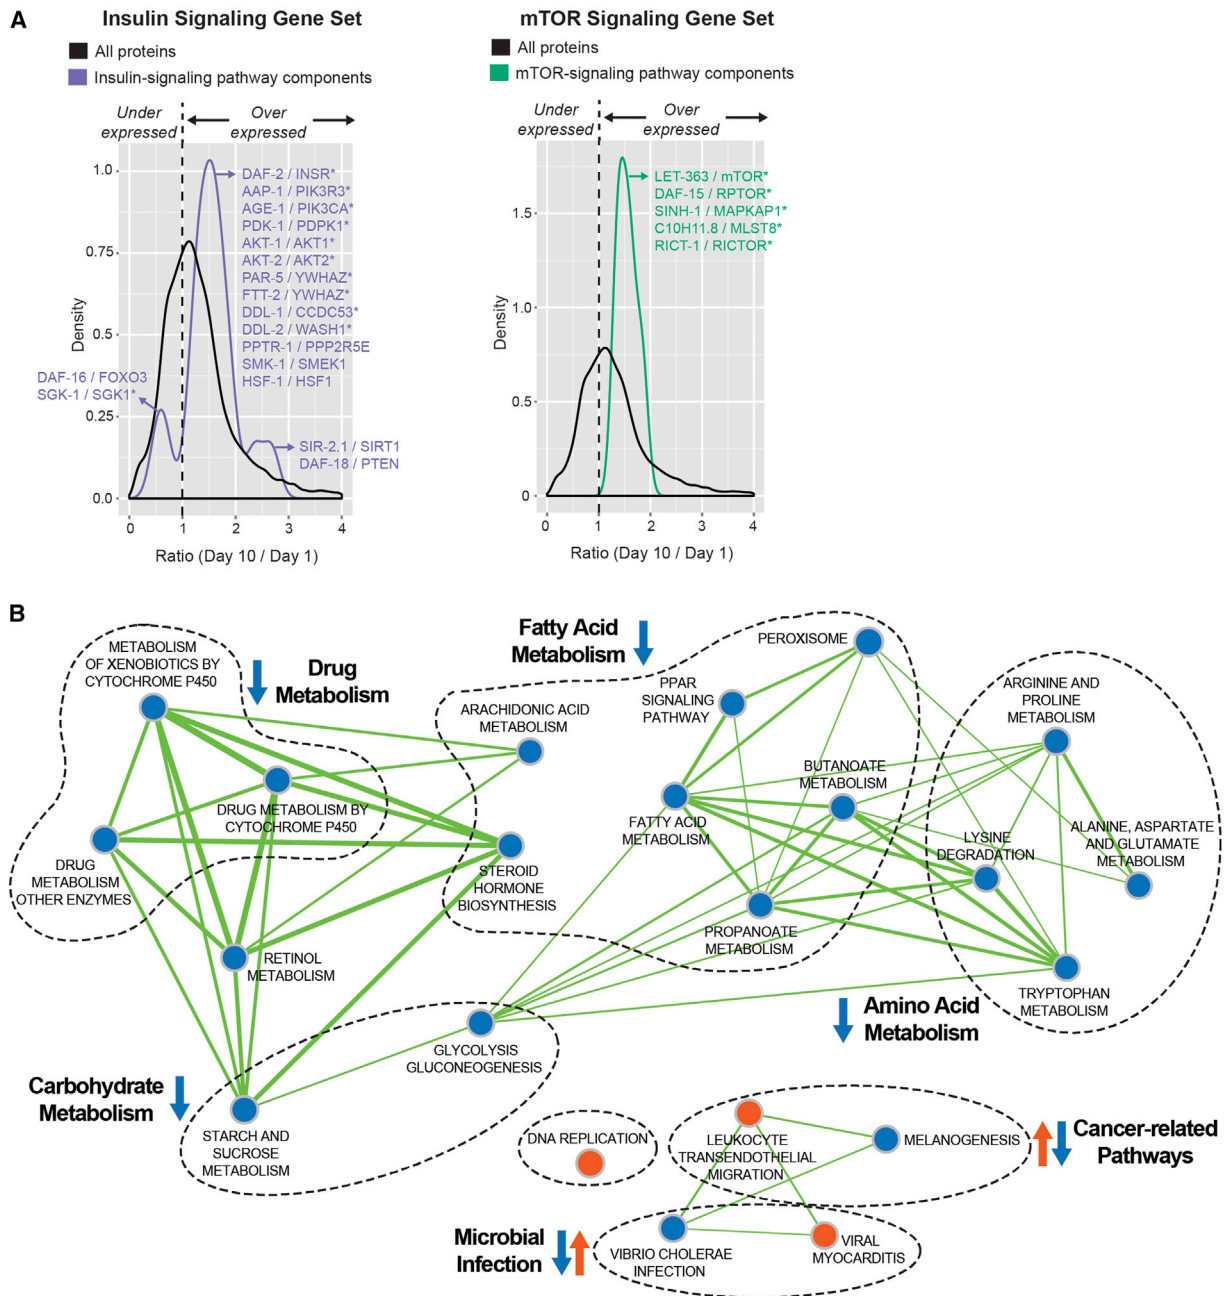 A
Insulin Signaling Gene Set
All proteins
Insulin-signaling pathway components
Under
expressed
Over
expressed
1.0
0.75
0.5
0.25
0.0
Density
DAF-2 / INSR*
AAP-1 / PIK3R3*
AGE-1 / PIK3CA*
PDK-1 / PDPK1*
AKT-1 / AKT1*
AKT-2 / AKT2*
PAR-5 / YWHAZ*
FTT-2 / YWHAZ*
DDL-1 / CCDC53*
DDL-2 / WASH1*
PPTR-1 / PPP2R5E
SMK-1 / SMEK1
HSF-1 / HSF1
DAF-16 / FOXO3
SGK-1 / SGK1*
SIR-2.1 / SIRT1
DAF-18 / PTEN
0 1 2 3 4
Ratio (Day 10 / Day 1)
mTOR Signaling Gene Set
All proteins
mTOR-signaling pathway components
Under
expressed
Over
expressed
1.5
1.0
0.5
0
Density
LET-363 / mTOR*
DAF-15 / RPTOR*
SINH-1 / MAPKAP1*
C10H11.8 / MLST8*
RICT-1 / RICTOR*
0 1 2 3 4
Ratio (Day 10 / Day 1)
B
METABOLISM
OF XENOBIOTICS BY
CYTOCHROME P450
Drug
Metabolism
DRUG METABOLISM BY
CYTOCHROME P450
DRUG
METABOLISM
OTHER ENZYMES
RETINOL
METABOLISM
Fatty Acid
Metabolism
ARACHIDONIC ACID
METABOLISM
STEROID
HORMONE
BIOSYNTHESIS
PEROXISOME
PPAR
SIGNALING
PATHWAY
BUTANOATE
METABOLISM
FATTY ACID
METABOLISM
PROPANOATE
METABOLISM
ARGININE AND
PROLINE
METABOLISM
LYSINE
DEGRADATION
ALANINE, ASPARTATE
AND GLUTAMATE
METABOLISM
TRYPTOPHAN
METABOLISM
Amino Acid
Metabolism
GLYCOLYSIS
GLUCONEOGENESIS
Carbohydrate
Metabolism
STARCH AND
SUCROSE
METABOLISM
DNA REPLICATION
LEUKOCYTE
TRANSENDOTHELIAL
MIGRATION
MELANOGENESIS
Cancer-related
Pathways
Microbial
Infection
VIBRIO CHOLERAE
INFECTION
VIRAL
MYOCARDITIS